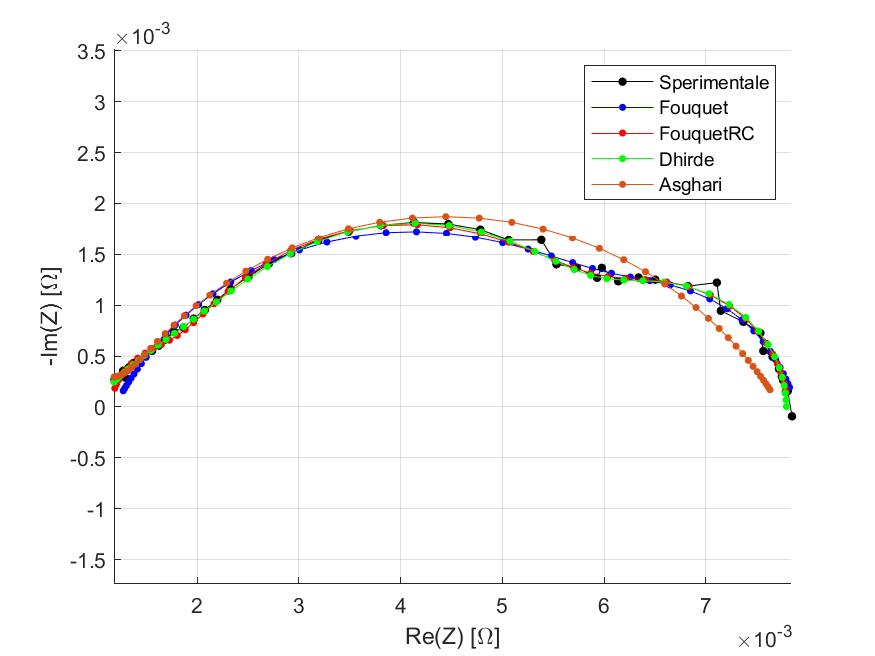 ×10⁻³
3.5
3
2.5
2
1.5
1
0.5
0
-0.5
-1
-1.5
-Im(Z) [Ω]
Sperimentale
Fouquet
FouquetRC
Dhirde
Asghari
2 3 4 5 6 7
Re(Z) [Ω]
×10⁻³